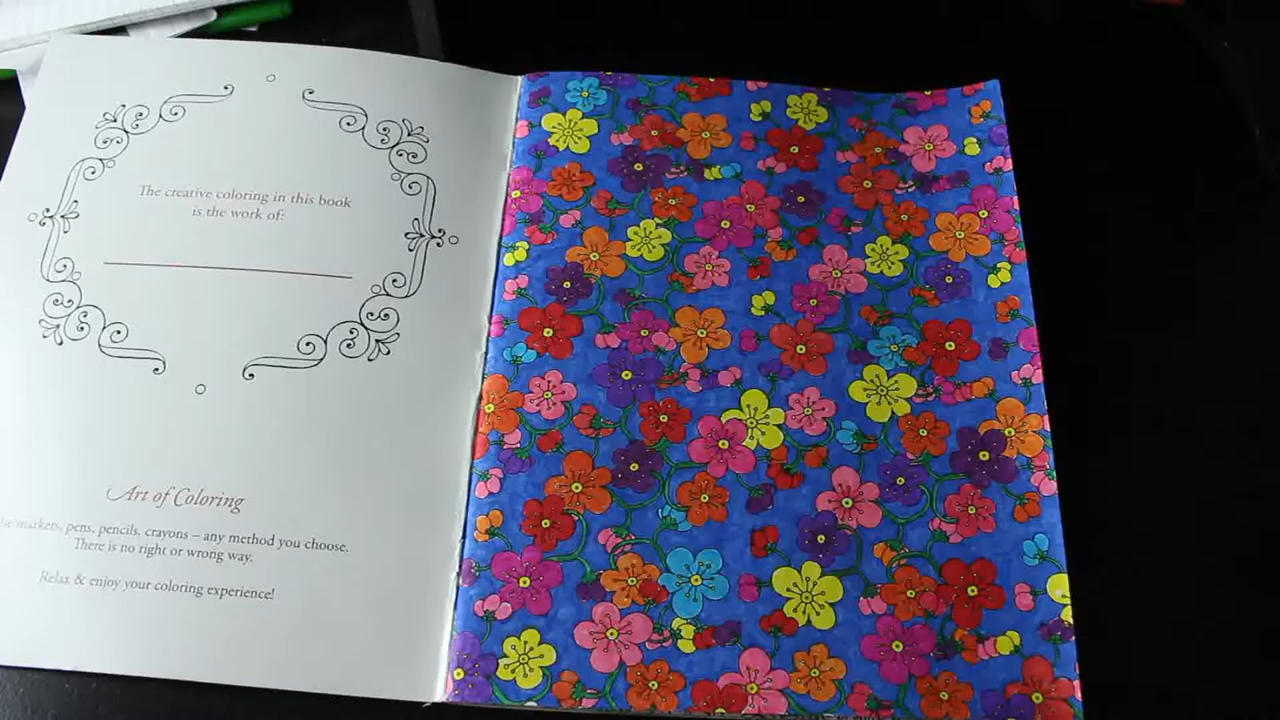 The creative coloring in this book
is the work of:
Art of Coloring
markets, pens, pencils, crayons – any method you choose.
There is no right or wrong way.
Relax & enjoy your coloring experience!